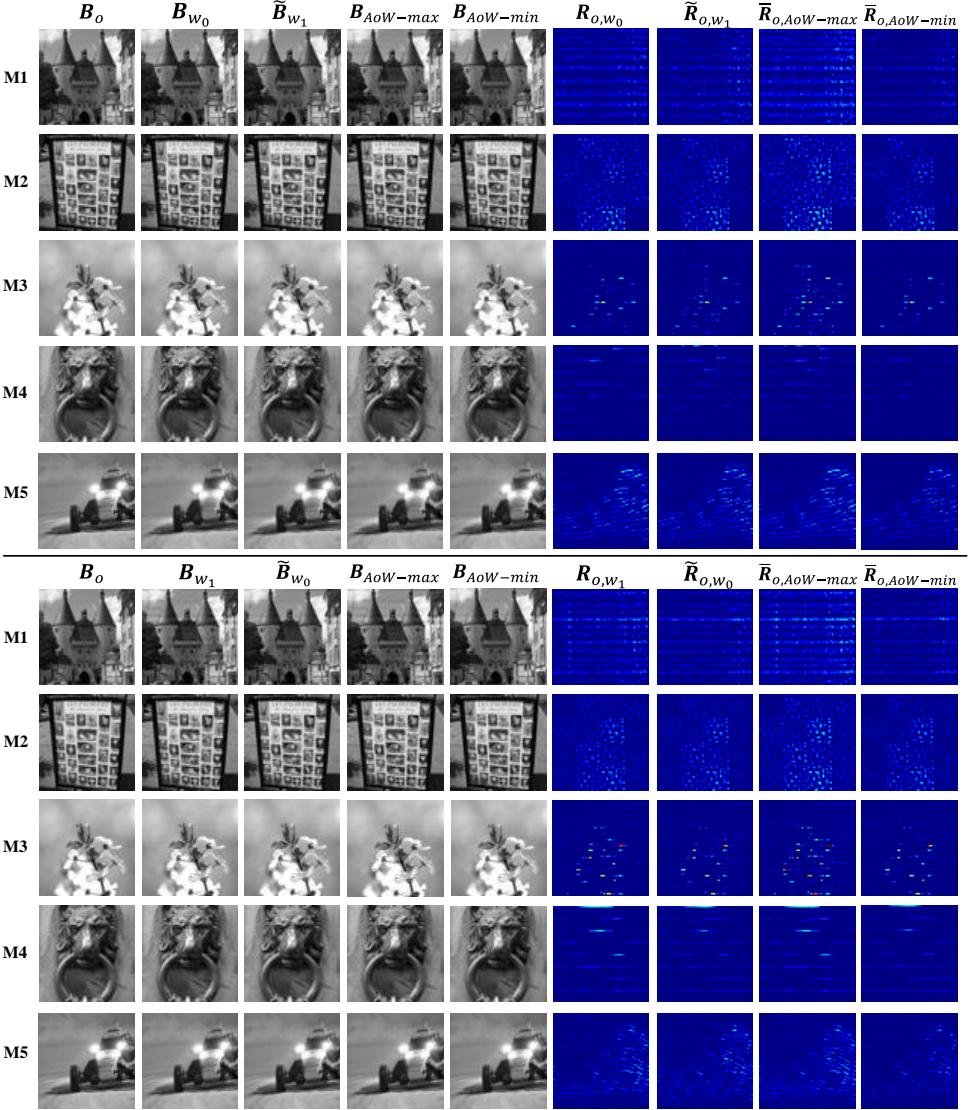 B_o B_{w_0} B̃_{w_1} B_{AoW−max} B_{AoW−min} R_{o,w_0} R̃_{o,w_1} R̄_{o,AoW−max} R̄_{o,AoW−min}
M1
M2
M3
M4
M5
B_o B_{w_1} B̃_{w_0} B_{AoW−max} B_{AoW−min} R_{o,w_1} R̃_{o,w_0} R̄_{o,AoW−max} R̄_{o,AoW−min}
M1
M2
M3
M4
M5